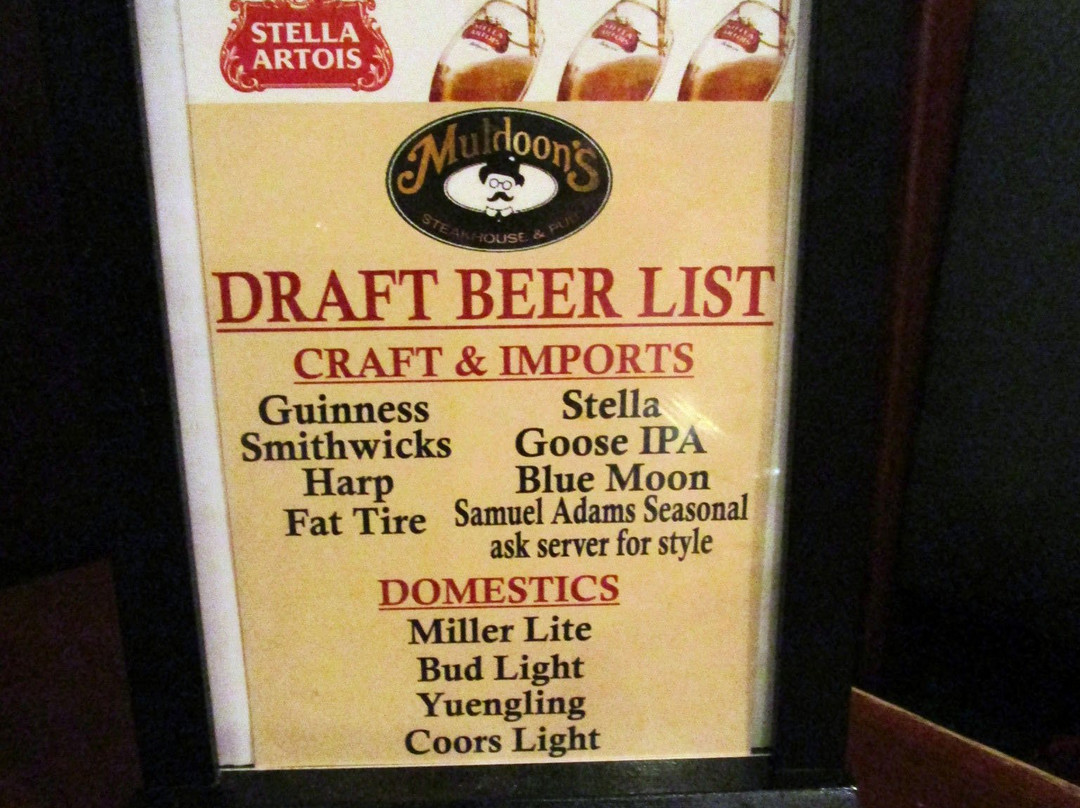 STELLA
ARTOIS
Muldoon's
STEAKHOUSE & PUB
DRAFT BEER LIST
CRAFT & IMPORTS
Guinness
Smithwicks
Harp
Fat Tire
Stella
Goose IPA
Blue Moon
Samuel Adams Seasonal
ask server for style
DOMESTICS
Miller Lite
Bud Light
Yuengling
Coors Light